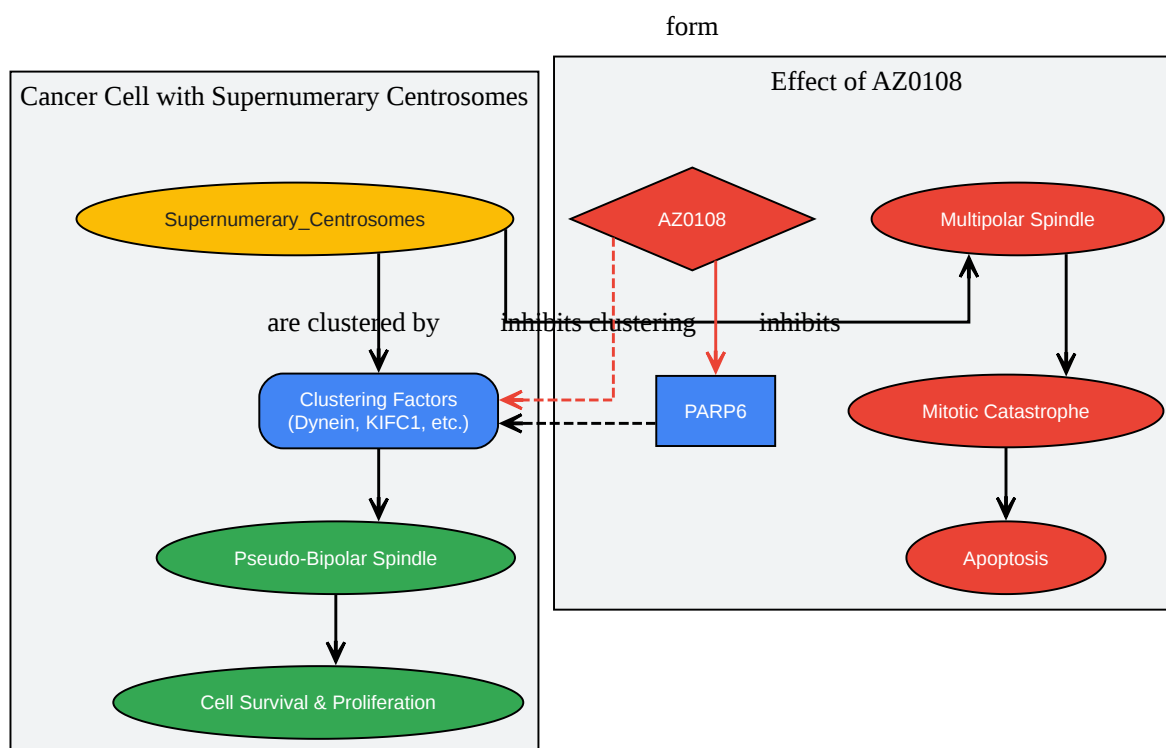 form
Cancer Cell with Supernumerary Centrosomes
Effect of AZ0108
Supernumerary_Centrosomes
AZ0108
Multipolar Spindle
are clustered by
inhibits clustering
inhibits
Clustering Factors
(Dynein, KIFC1, etc.)
PARP6
Mitotic Catastrophe
Pseudo-Bipolar Spindle
Apoptosis
Cell Survival & Proliferation